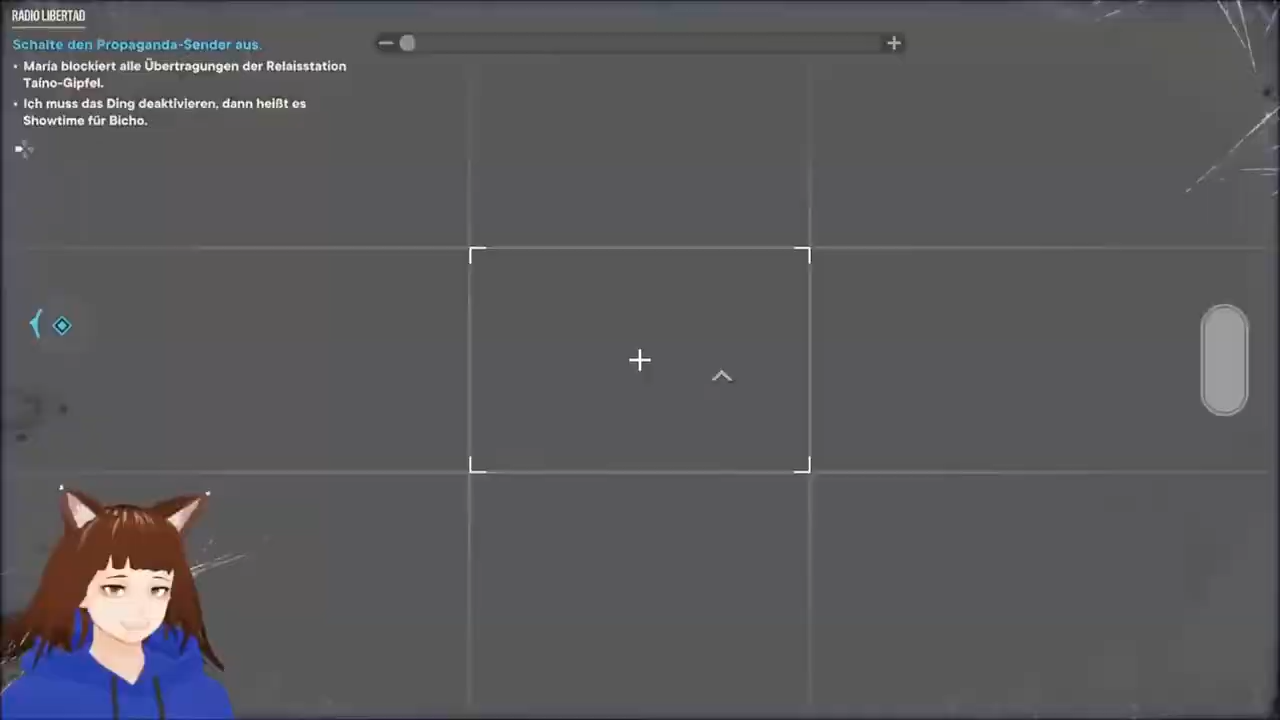 RADIO LIBERTAD
Schalte den Propaganda-Sender aus.
• María blockiert alle Übertragungen der Relaisstation
Taíno-Gipfel.
• Ich muss das Ding deaktivieren, dann heißt es
Showtime für Bicho.